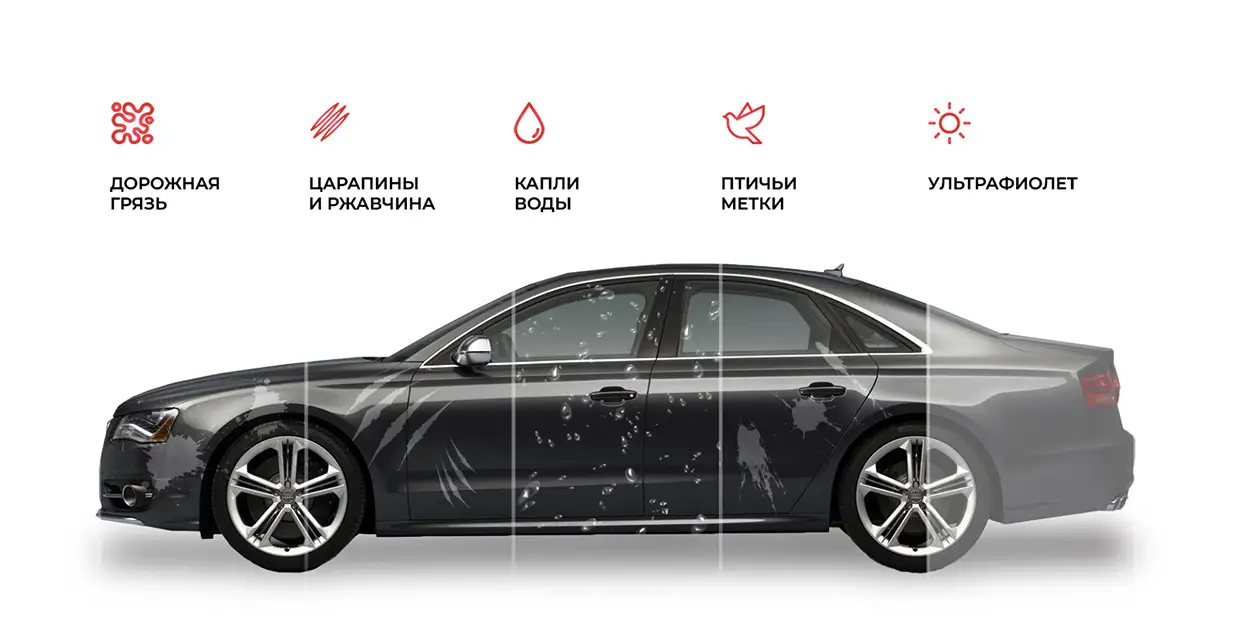 ДОРОЖНАЯ
ГРЯЗЬ
ЦАРАПИНЫ
И РЖАВЧИНА
КАПЛИ
ВОДЫ
ПТИЧЬИ
МЕТКИ
УЛЬТРАФИОЛЕТ